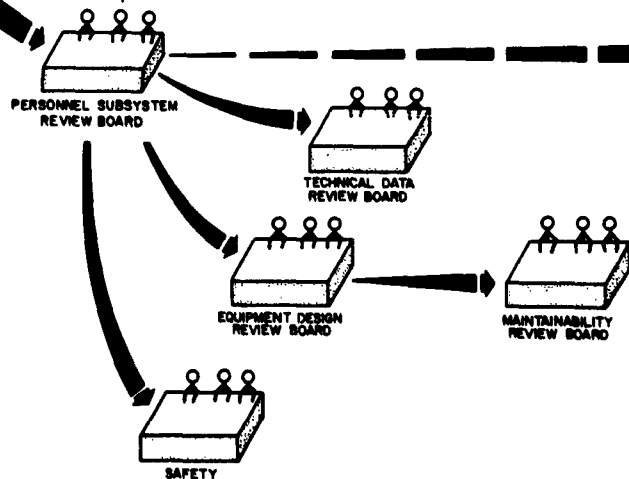 PERSONNEL SUBSYSTEM
REVIEW BOARD
TECHNICAL DATA
REVIEW BOARD
EQUIPMENT DESIGN
REVIEW BOARD
MAINTAINABILITY
REVIEW BOARD
SAFETY